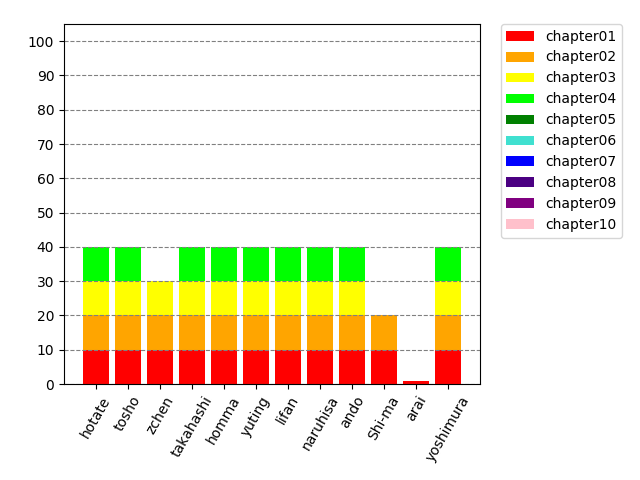 100
90
80
70
60
50
40
30
20
10
0
hotate
tosho
zchen
takahashi
homma
yuting
lifan
naruhisa
ando
Shi-ma
arai
yoshimura
chapter01
chapter02
chapter03
chapter04
chapter05
chapter06
chapter07
chapter08
chapter09
chapter10